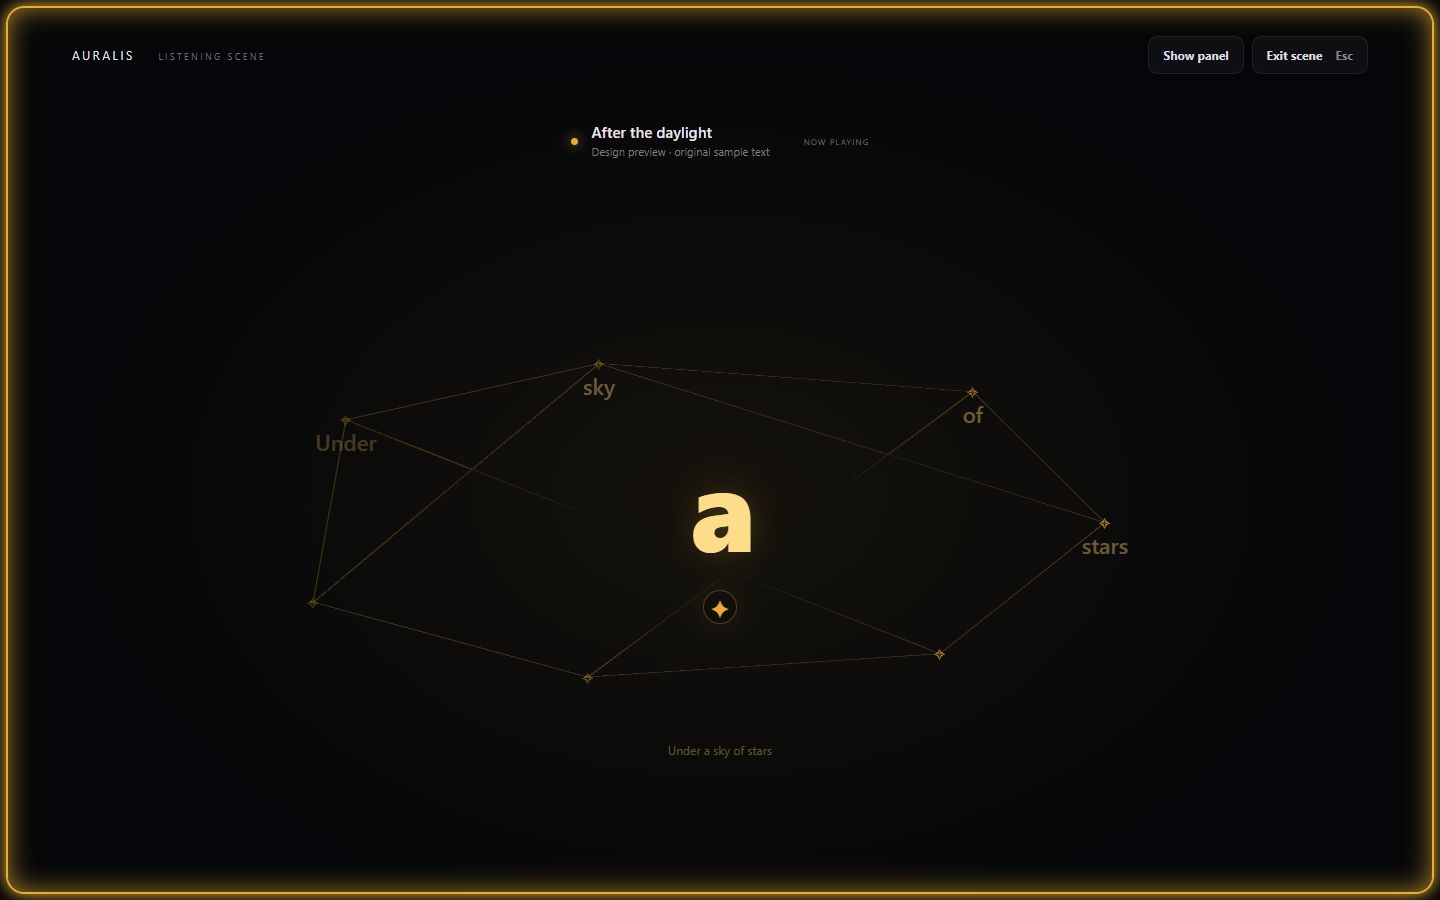 AURALIS LISTENING SCENE
Show panel
Exit scene Esc
After the daylight
Design preview · original sample text
NOW PLAYING
sky
of
Under
a
stars
Under a sky of stars